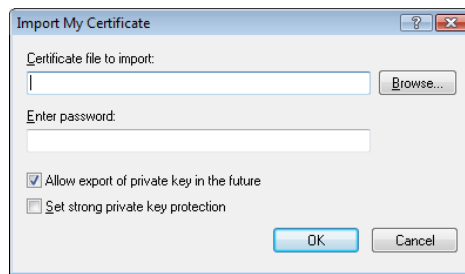 Import My Certificate
Certificate file to import:
Browse...
Enter password:
Allow export of private key in the future
Set strong private key protection
OK Cancel